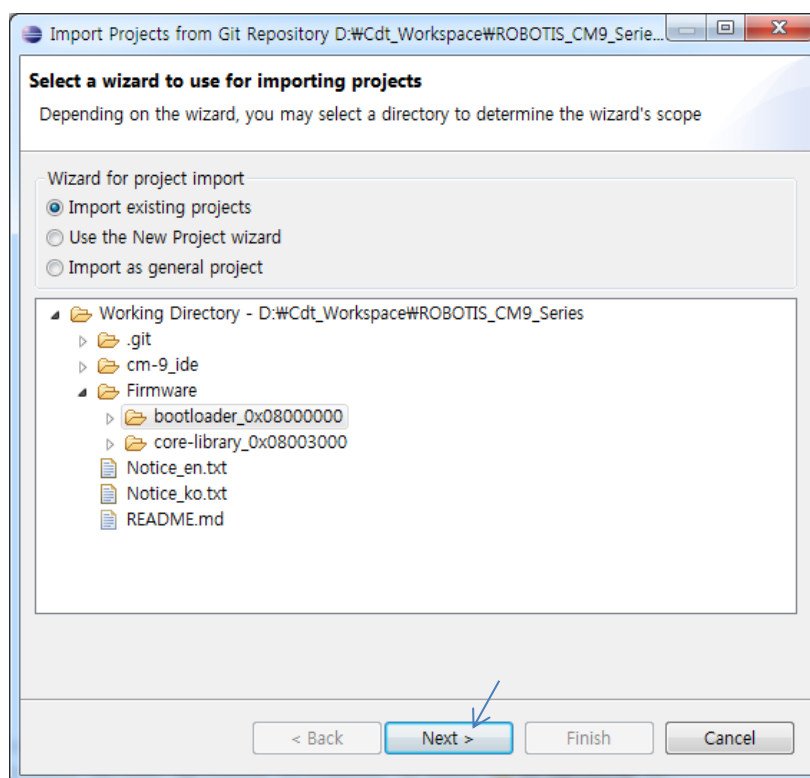 Import Projects from Git Repository D:₩Cdt_Workspace₩ROBOTIS_CM9_Serie...
Select a wizard to use for importing projects
Depending on the wizard, you may select a directory to determine the wizard's scope
Wizard for project import
Import existing projects
Use the New Project wizard
Import as general project
Working Directory - D:₩Cdt_Workspace₩ROBOTIS_CM9_Series
.git
cm-9_ide
Firmware
bootloader_0x08000000
core-library_0x08003000
Notice_en.txt
Notice_ko.txt
README.md
< Back Next > Finish Cancel